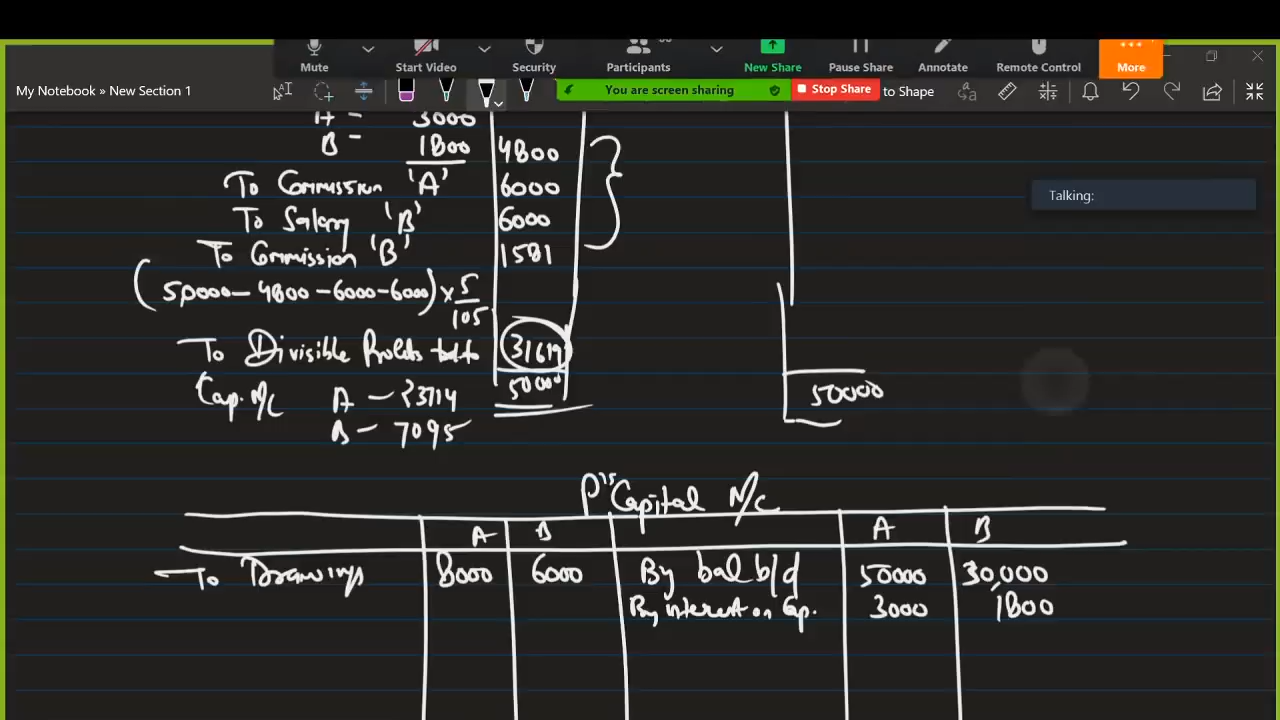 Mute
Start Video
Security
Participants
New Share
Pause Share
Annotate
Remote Control
More
My Notebook » New Section 1
You are screen sharing
Stop Share
to Shape
Talking:
A - 3000
B - 1800 4800
To Commission 'A' 6000
To Salary 'B' 6000
To Commission 'B' 1581
(50000-4800-6000-6000) × 5/105
To Divisible Profits 31619
50000 50000
Cap. A/C A - 23714
B - 7095
P'rs Capital A/C
A B A B
To Drawings 8000 6000 By bal b/d 50000 30,000
By interest on Cap. 3000 1800